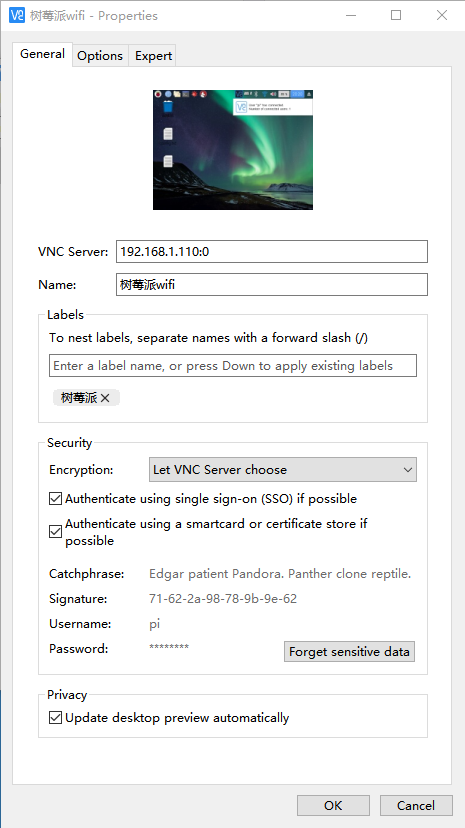 树莓派wifi - Properties
General
Options
Expert
VNC Server: 192.168.1.110:0
Name: 树莓派wifi
Labels
To nest labels, separate names with a forward slash (/)
Enter a label name, or press Down to apply existing labels
树莓派
Security
Encryption: Let VNC Server choose
Authenticate using single sign-on (SSO) if possible
Authenticate using a smartcard or certificate store if
possible
Catchphrase: Edgar patient Pandora. Panther clone reptile.
Signature: 71-62-2a-98-78-9b-9e-62
Username: pi
Password: ********
Forget sensitive data
Privacy
Update desktop preview automatically
OK
Cancel